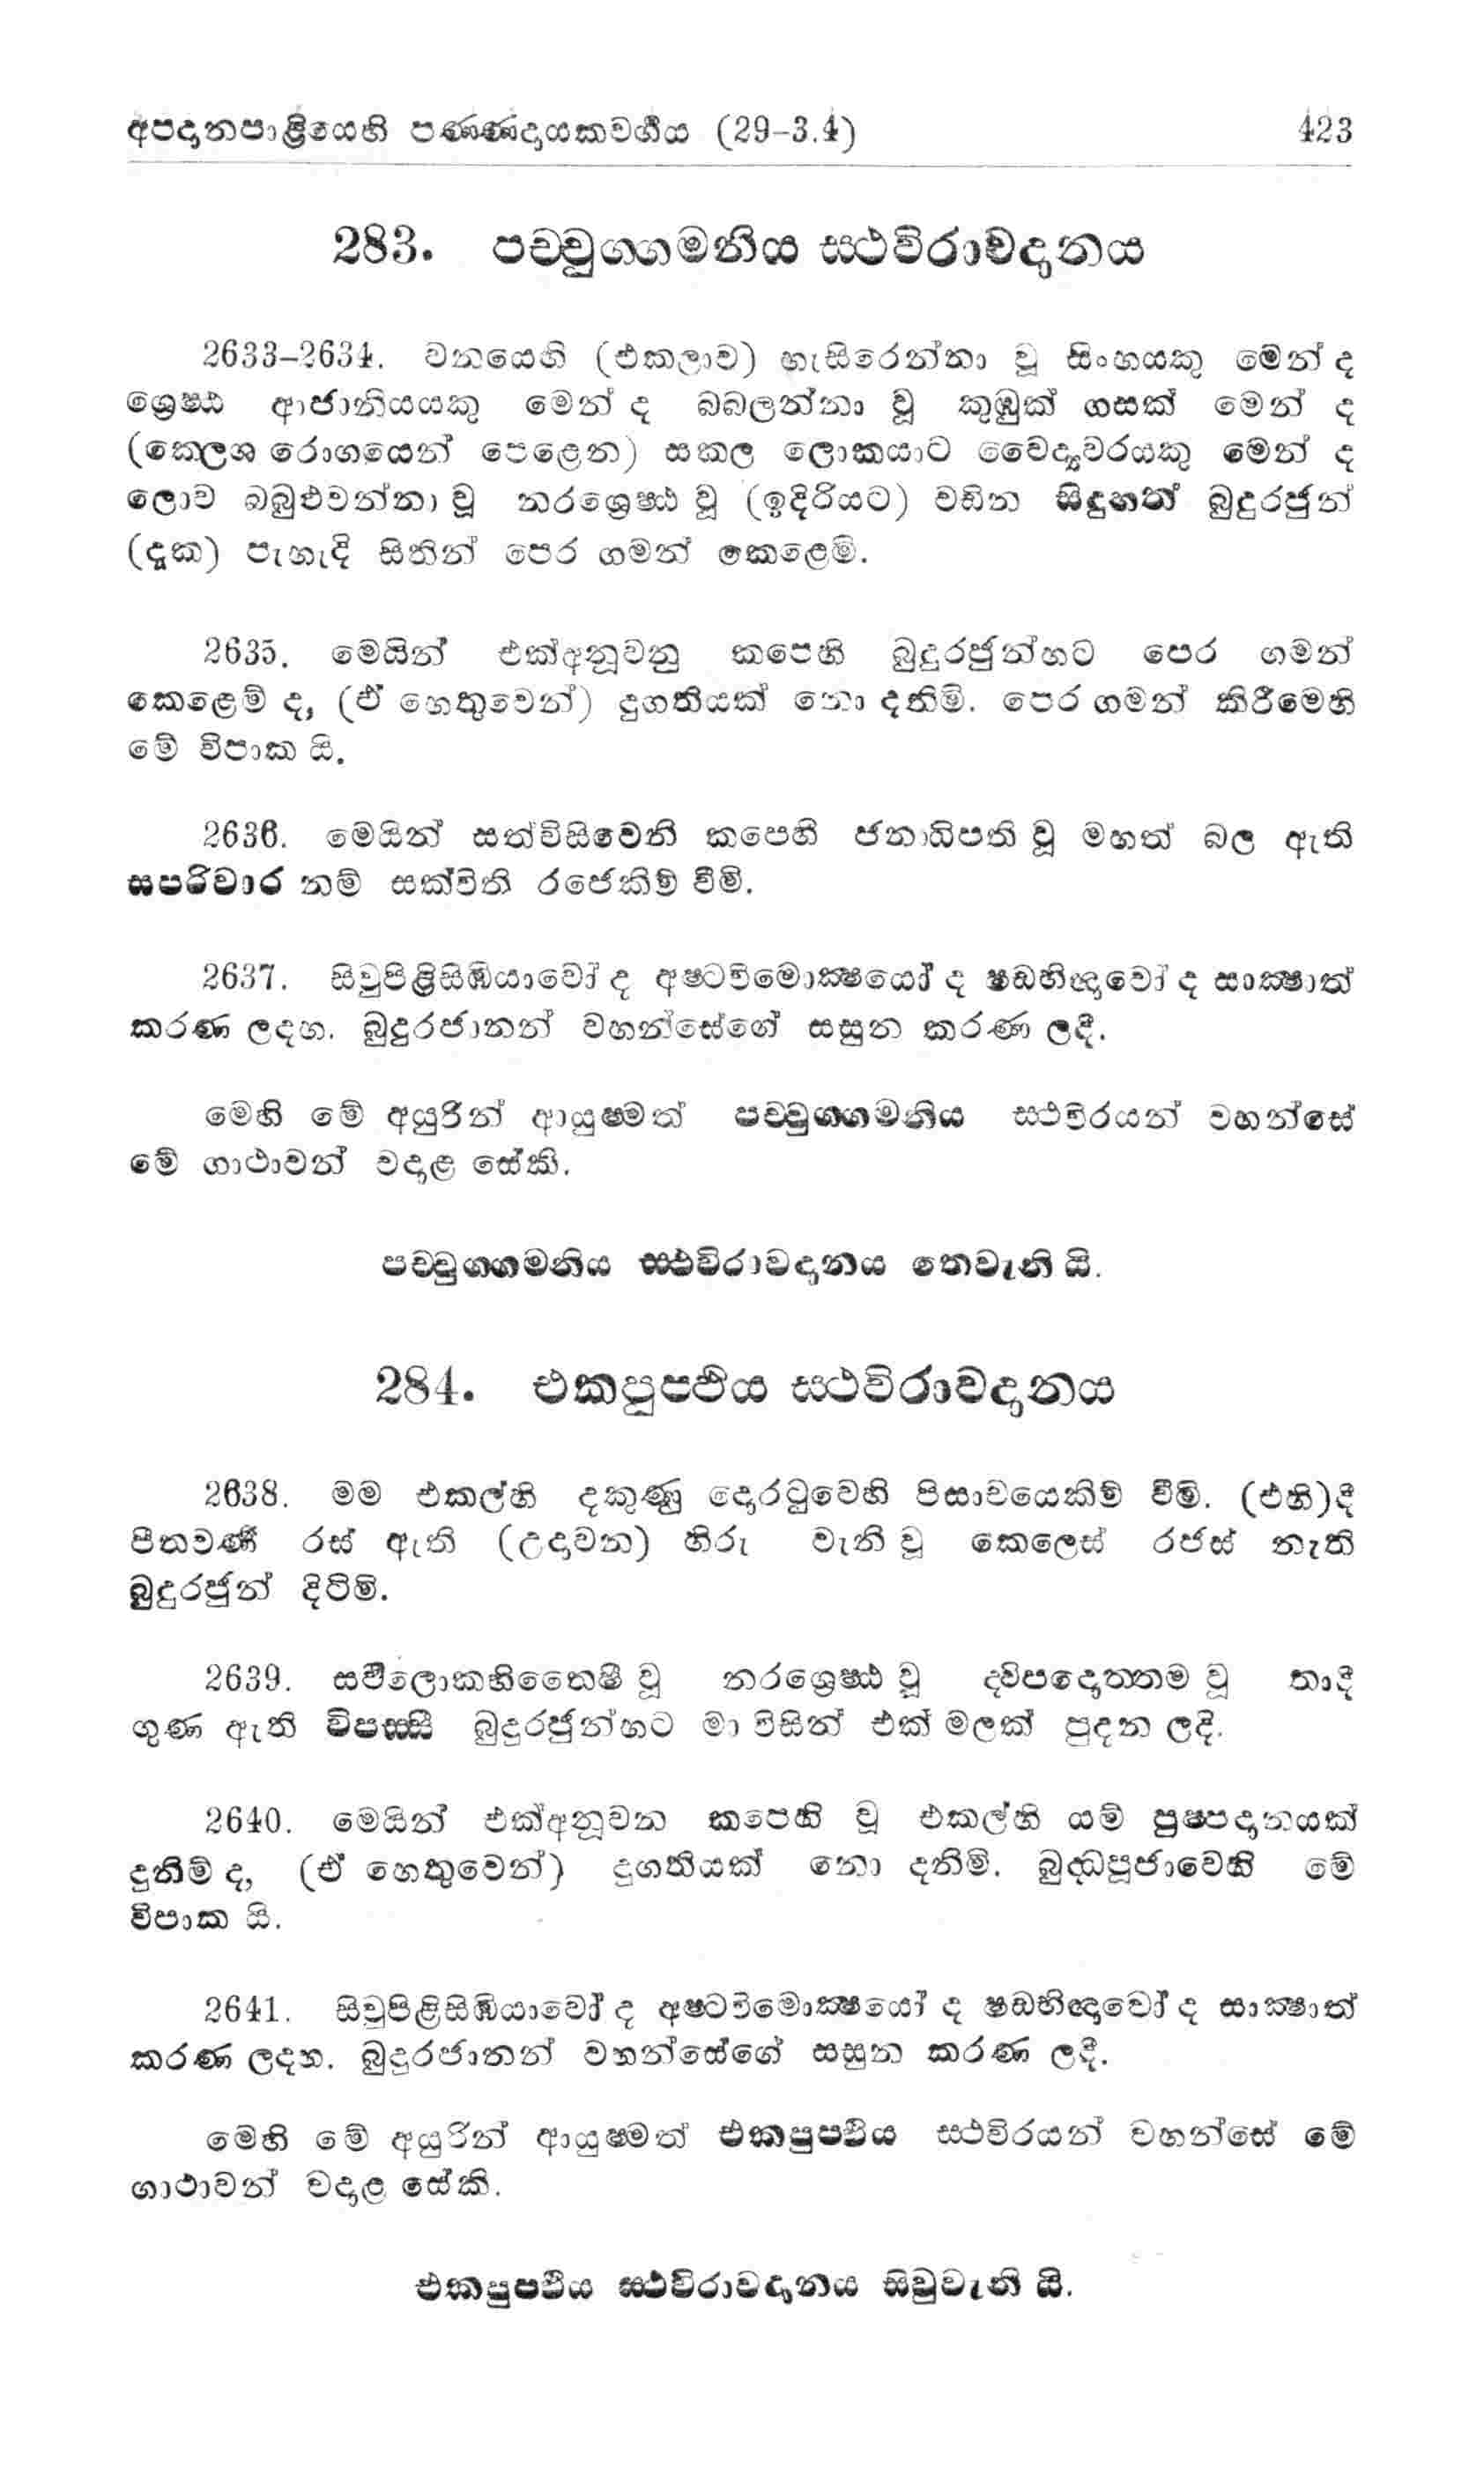 අපදානපාළියෙහි පණ්ණදායකවර්ගය (29-3.4) 423
283. පච්චුග්ගමනිය ස්ථවිරාවදානය
2633-2634. වනයෙහි (එකලාව) හැසිරෙන්නා වූ සිංහයකු මෙන් ද
ශ්‍රෙෂ්ඨ ආජානීයයකු මෙන් ද බබලන්නා වූ කුඹුක් ගසක් මෙන් ද
(කෙලශ රොගයෙන් පෙළෙන) සකල ලොකයාට වෛද්‍යවරයකු මෙන් ද
ලොව බබුළුවන්නා වූ නරශ්‍රෙෂ්ඨ වූ (ඉදිරියට) වඩින සිදුහත් බුදුරජුන්
(දැක) පැහැදි සිතින් පෙර ගමන් කෙළෙමි.
2635. මෙයින් එක්අනූවනු කපෙහි බුදුරජුන්හට පෙර ගමන්
කෙළෙම් ද, (ඒ හෙතුවෙන්) දුගතියක් නො දනිමි. පෙර ගමන් කිරීමෙහි
මේ විපාක යි.
2636. මෙයින් සත්විසිවෙනි කපෙහි ජනාධිපති වූ මහත් බල ඇති
සපරිවාර නම් සක්විති රජෙකිම් වීමි.
2637. සිවුපිළිසිඹියාවෝ ද අෂ්ටවිමොක්‍ෂයෝ ද ෂඩභිඥාවෝ ද සාක්‍ෂාත්
කරණ ලදහ. බුදුරජානන් වහන්සේගේ සසුන කරණ ලදී.
මෙහි මේ අයුරින් ආයුෂ්මත් පච්චුග්ගමනිය ස්ථවිරයන් වහන්සේ
මේ ගාථාවන් වදාළ සේකි.
පච්චුග්ගමනිය ස්ථවිරාවදානය තෙවැනි යි.
284. එකපුප්ඵිය ස්ථවිරාවදානය
2638. මම එකල්හි දකුණු දොරටුවෙහි පිසාචයෙකිම් වීමි. (එහි)දී
පීතවර්ණ රස් ඇති (උදාවන) හිරු වැනි වූ කෙලෙස් රජස් නැති
බුදුරජුන් දිටිමි.
2639. සර්වලොකහිතෛෂී වූ නරශ්‍රෙෂ්ඨ වූ ද්විපදොත්තම වූ තාදී
ගුණ ඇති විපස්සී බුදුරජුන්හට මා විසින් එක් මලක් පුදන ලදි.
2640. මෙයින් එක්අනූවන කපෙහි වූ එකල්හි යම් පුෂ්පදානයක්
දුනිම් ද, (ඒ හෙතුවෙන්) දුගතියක් නො දනිමි. බුද්ධපූජාවෙහි මේ
විපාක යි.
2641. සිවුපිළිසිඹියාවෝ ද අෂ්ටවිමොක්‍ෂයෝ ද ෂඩභිඥාවෝ ද සාක්‍ෂාත්
කරණ ලදහ. බුදුරජානන් වහන්සේගේ සසුන කරණ ලදී.
මෙහි මේ අයුරින් ආයුෂ්මත් එකපුප්ඵිය ස්ථවිරයන් වහන්සේ මේ
ගාථාවන් වදාළ සේකි.
එකපුප්ඵිය ස්ථවිරාවදානය සිවුවැනි යි.